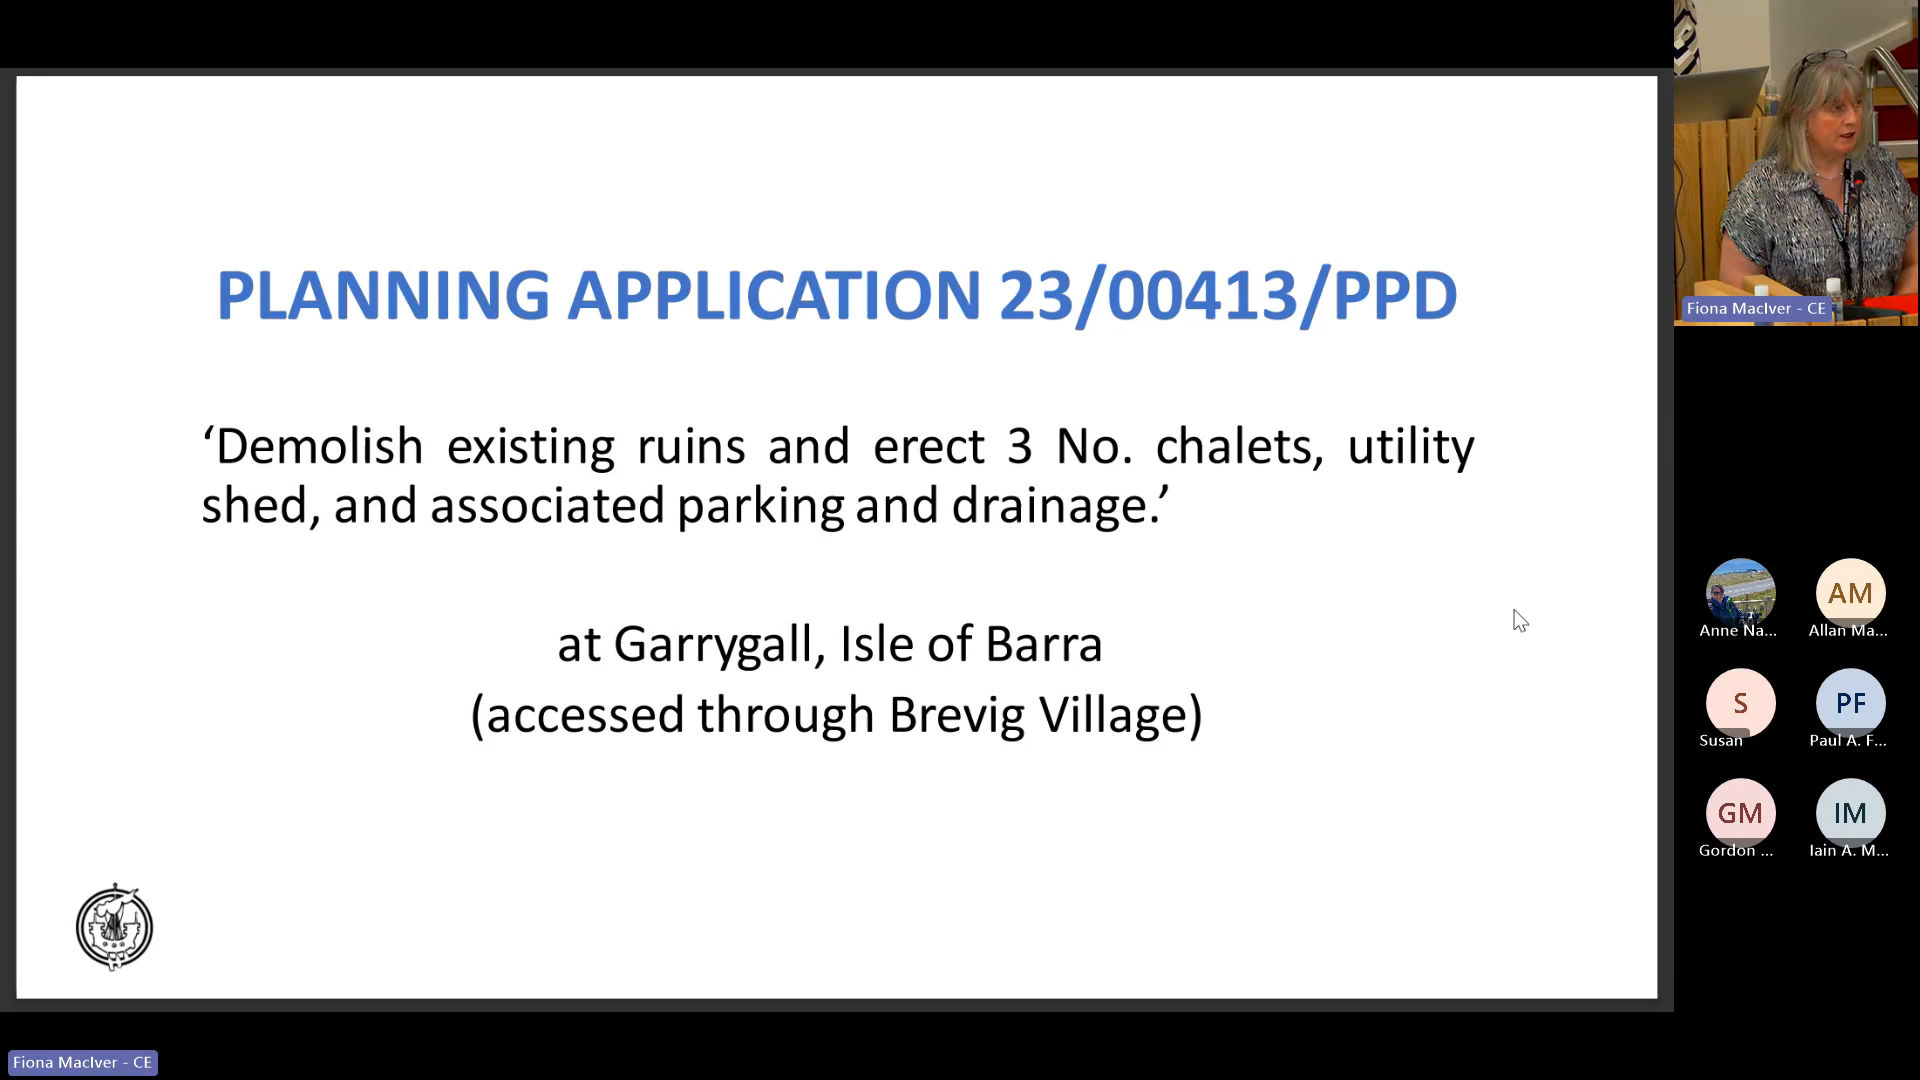 PLANNING APPLICATION 23/00413/PPD
‘Demolish existing ruins and erect 3 No. chalets, utility
shed, and associated parking and drainage.’
at Garrygall, Isle of Barra
(accessed through Brevig Village)
Fiona MacIver - CE
Anne Na...
AM
Allan Ma...
S
Susan
PF
Paul A. F...
GM
Gordon ...
IM
Iain A. M...
Fiona MacIver - CE